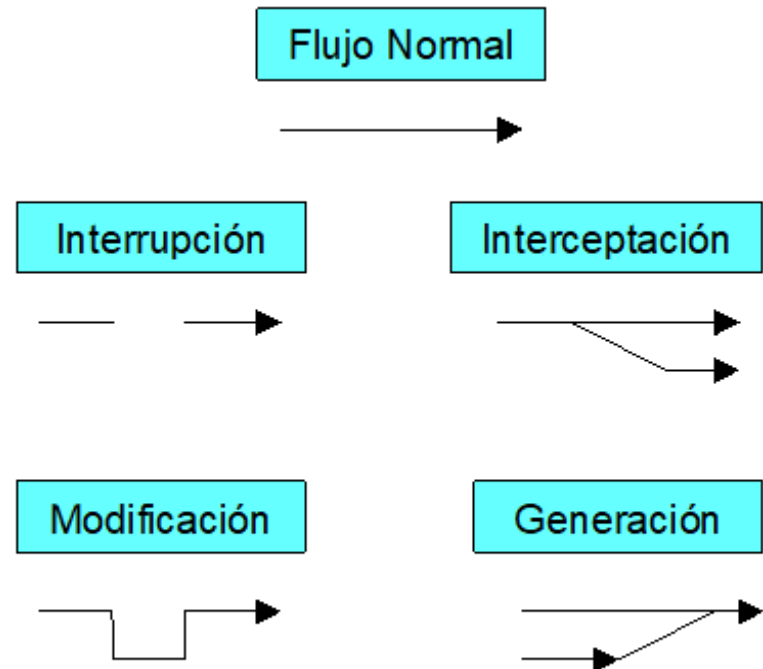 Flujo Normal
Interrupción
Interceptación
Modificación
Generación